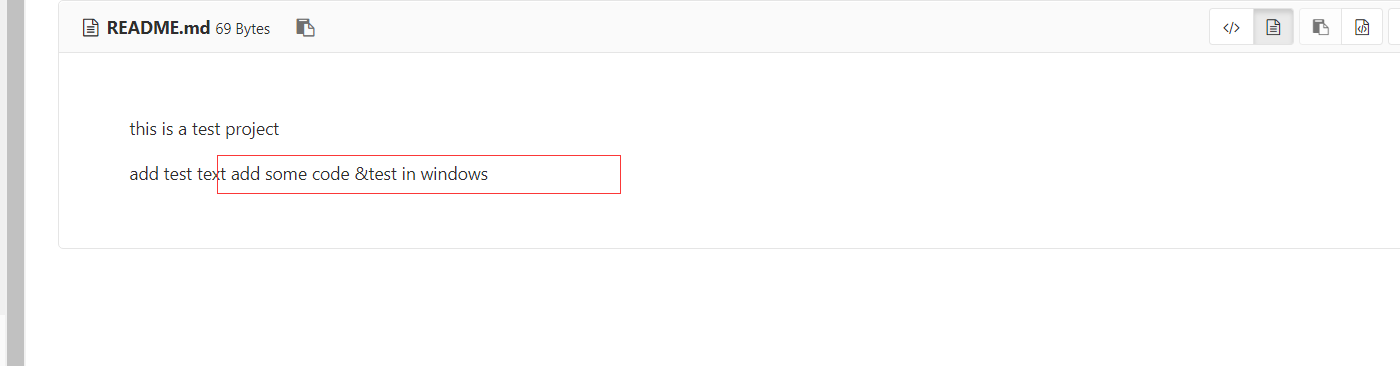 README.md 69 Bytes
this is a test project
add test text add some code &test in windows